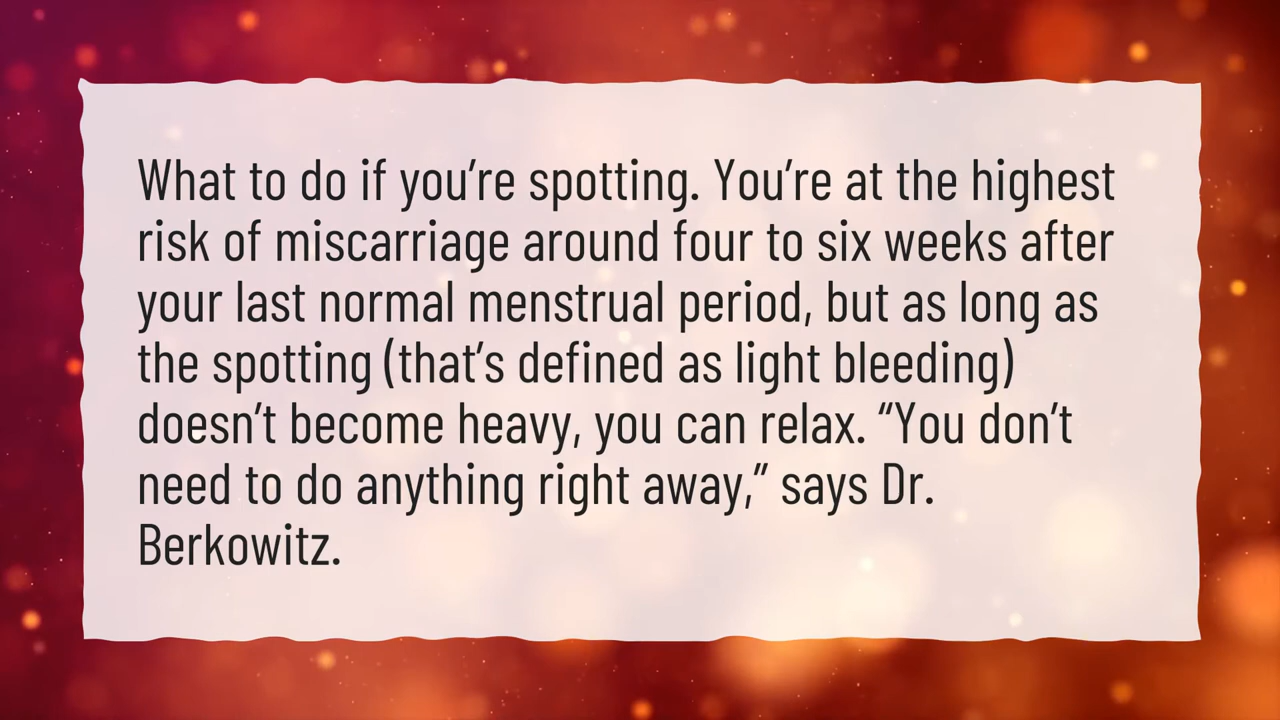 What to do if you’re spotting. You’re at the highest
risk of miscarriage around four to six weeks after
your last normal menstrual period, but as long as
the spotting (that’s defined as light bleeding)
doesn’t become heavy, you can relax. “You don’t
need to do anything right away,” says Dr.
Berkowitz.